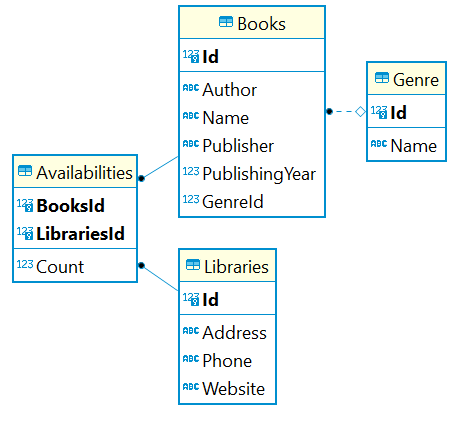 Books
123 Id
ABC Author
ABC Name
ABC Publisher
123 PublishingYear
123 GenreId
Genre
123 Id
ABC Name
Availabilities
123 BooksId
123 LibrariesId
123 Count
Libraries
123 Id
ABC Address
ABC Phone
ABC Website